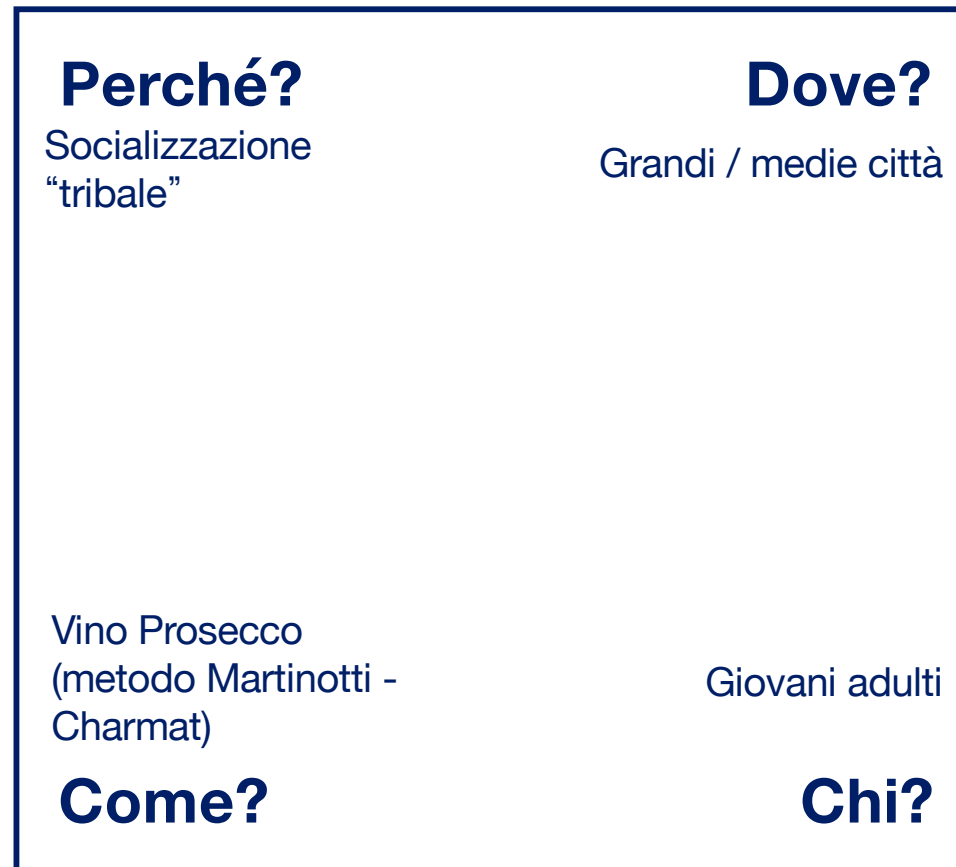 Perché?
Socializzazione
“tribale”
Dove?
Grandi / medie città
Vino Prosecco
(metodo Martinotti -
Charmat)
Come?
Giovani adulti
Chi?